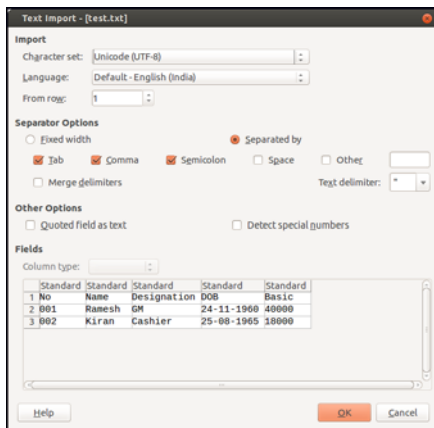 Text Import - [test.txt]
Import
Character set: Unicode (UTF-8)
Language: Default - English (India)
From row: 1
Separator Options
Fixed width Separated by
Tab Comma Semicolon Space Other
Merge delimiters Text delimiter: "
Other Options
Quoted field as text Detect special numbers
Fields
Column type:
Standard Standard Standard Standard Standard
1 No Name Designation DOB Basic
2 001 Ramesh GM 24-11-1960 40000
3 002 Kiran Cashier 25-08-1965 18000
Help OK Cancel